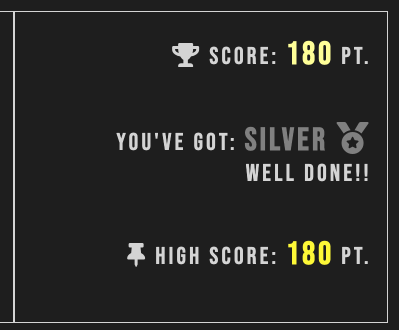 SCORE: 180 PT.
YOU'VE GOT: SILVER
WELL DONE!!
HIGH SCORE: 180 PT.